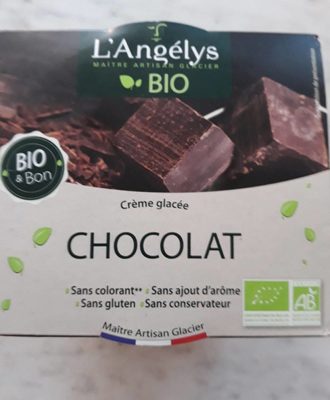 L'Angélys
MAÎTRE ARTISAN GLACIER
BIO
BIO
& Bon
Crème glacée
CHOCOLAT
Sans colorant** Sans ajout d'arôme
Sans gluten Sans conservateur
AB
Maître Artisan Glacier